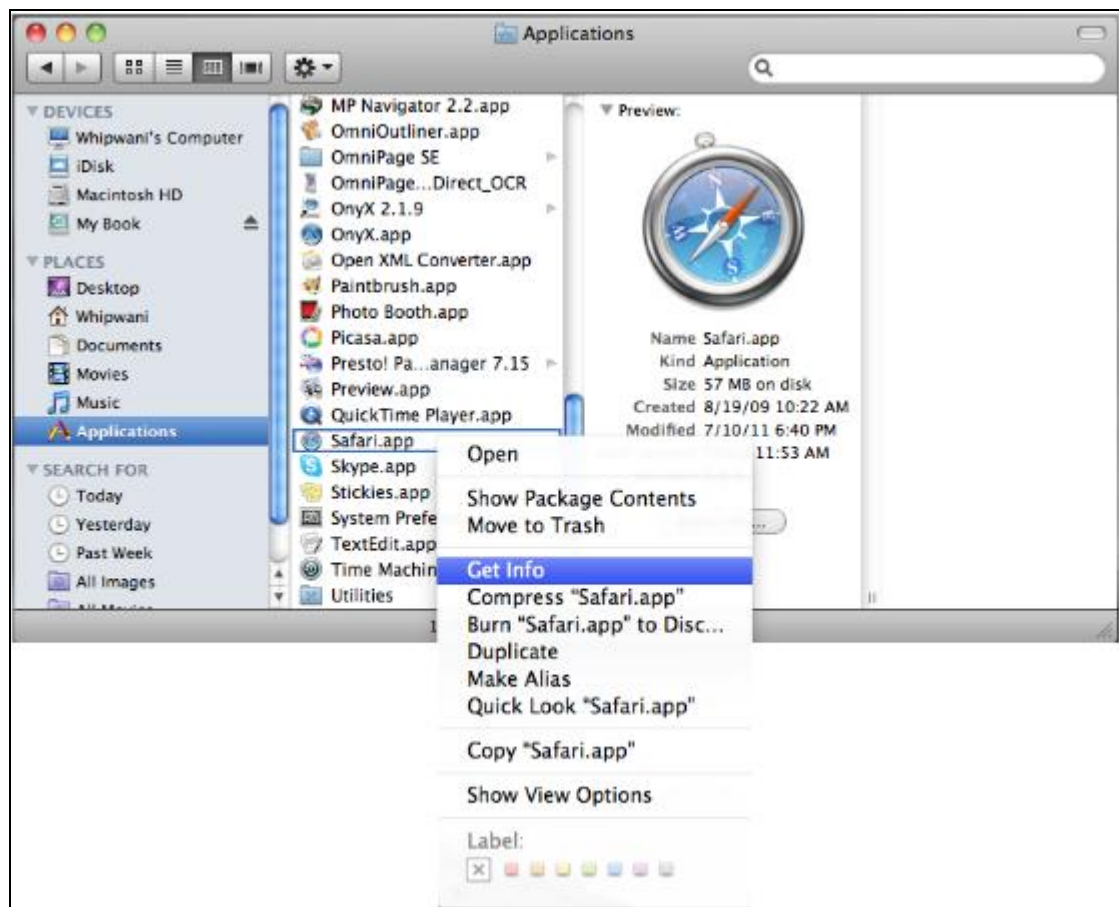 Applications
DEVICES
Whipwani's Computer
iDisk
Macintosh HD
My Book
PLACES
Desktop
Whipwani
Documents
Movies
Music
Applications
SEARCH FOR
Today
Yesterday
Past Week
All Images
All Movies
MP Navigator 2.2.app
OmniOutliner.app
OmniPage SE
OmniPage...Direct_OCR
OnyX 2.1.9
OnyX.app
Open XML Converter.app
Paintbrush.app
Photo Booth.app
Picasa.app
Presto! Pa...anager 7.15
Preview.app
QuickTime Player.app
Safari.app
Skype.app
Stickies.app
System Prefe
TextEdit.app
Time Machin
Utilities
Preview:
N
E
S
W
Name Safari.app
Kind Application
Size 57 MB on disk
Created 8/19/09 10:22 AM
Modified 7/10/11 6:40 PM
11:53 AM
...
Open
Show Package Contents
Move to Trash
Get Info
Compress "Safari.app"
Burn "Safari.app" to Disc...
Duplicate
Make Alias
Quick Look "Safari.app"
Copy "Safari.app"
Show View Options
Label: